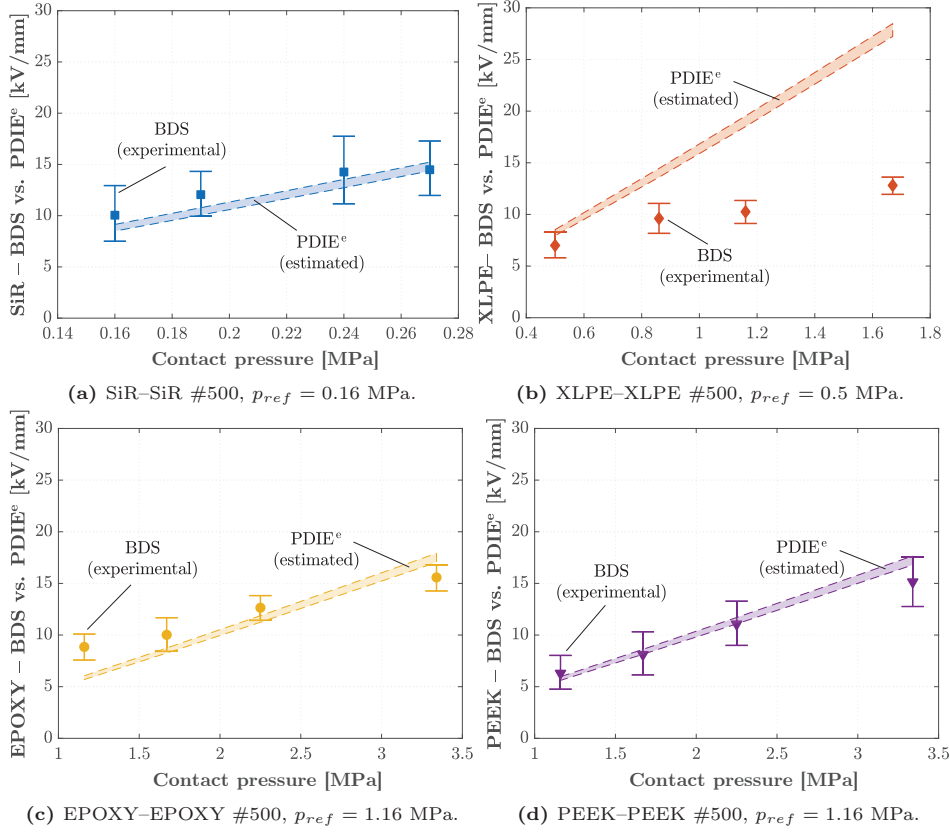 SiR – BDS vs. PDIEᵉ [kV/mm]
30
25
20
15
10
5
0
BDS
(experimental)
PDIEᵉ
(estimated)
0.14 0.16 0.18 0.2 0.22 0.24 0.26 0.28
Contact pressure [MPa]
(a) SiR–SiR #500, p_ref = 0.16 MPa.
XLPE– BDS vs. PDIEᵉ [kV/mm]
30
25
20
15
10
5
0
PDIEᵉ
(estimated)
BDS
(experimental)
0.4 0.6 0.8 1 1.2 1.4 1.6 1.8
Contact pressure [MPa]
(b) XLPE–XLPE #500, p_ref = 0.5 MPa.
EPOXY – BDS vs. PDIEᵉ [kV/mm]
30
25
20
15
10
5
0
BDS
(experimental)
PDIEᵉ
(estimated)
1 1.5 2 2.5 3 3.5
Contact pressure [MPa]
(c) EPOXY–EPOXY #500, p_ref = 1.16 MPa.
PEEK – BDS vs. PDIEᵉ [kV/mm]
30
25
20
15
10
5
0
BDS
(experimental)
PDIEᵉ
(estimated)
1 1.5 2 2.5 3 3.5
Contact pressure [MPa]
(d) PEEK–PEEK #500, p_ref = 1.16 MPa.